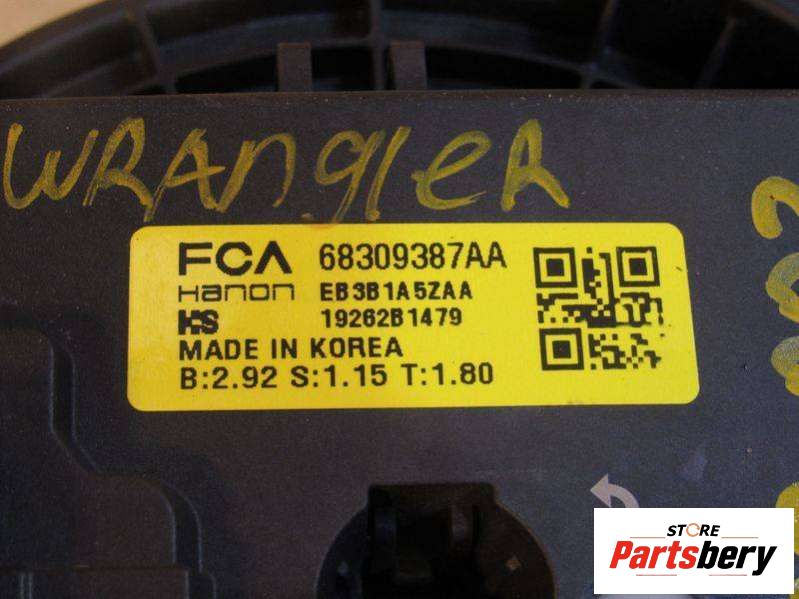 WRAnglER
FCA 68309387AA
Hanon EB3B1A5ZAA
HS 19262B1479
MADE IN KOREA
B:2.92 S:1.15 T:1.80
STORE
Partsbery